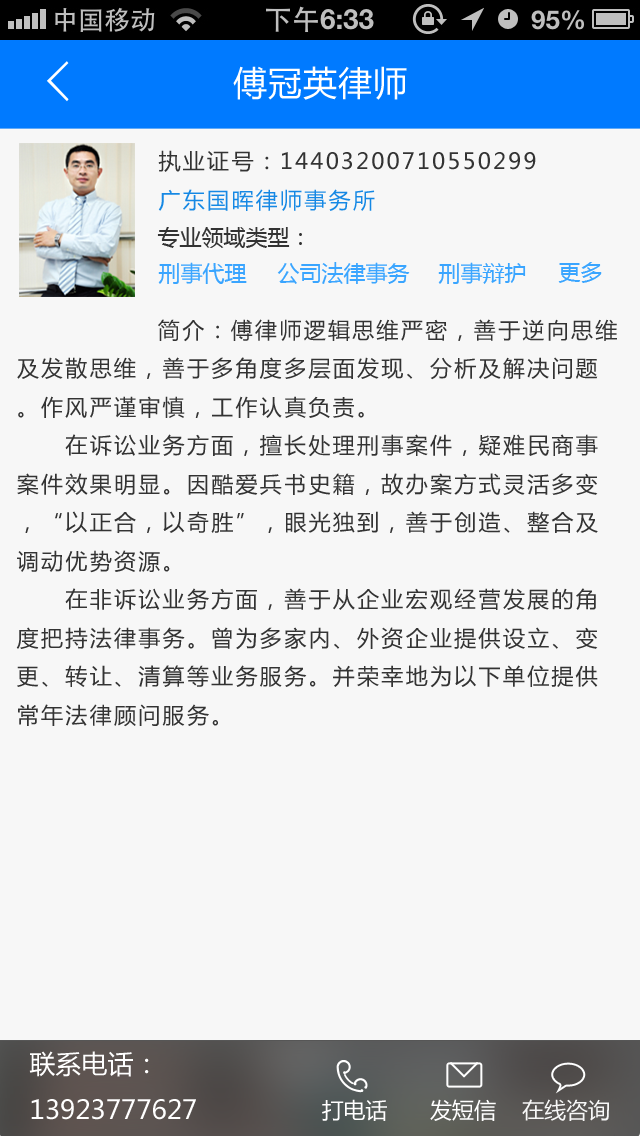 中国移动 下午6:33 95%
傅冠英律师
执业证号：14403200710550299
广东国晖律师事务所
专业领域类型：
刑事代理 公司法律事务 刑事辩护 更多
简介：傅律师逻辑思维严密，善于逆向思维
及发散思维，善于多角度多层面发现、分析及解决问题
。作风严谨审慎，工作认真负责。
在诉讼业务方面，擅长处理刑事案件，疑难民商事
案件效果明显。因酷爱兵书史籍，故办案方式灵活多变
，“以正合，以奇胜”，眼光独到，善于创造、整合及
调动优势资源。
在非诉讼业务方面，善于从企业宏观经营发展的角
度把持法律事务。曾为多家内、外资企业提供设立、变
更、转让、清算等业务服务。并荣幸地为以下单位提供
常年法律顾问服务。
联系电话：
13923777627
打电话 发短信 在线咨询